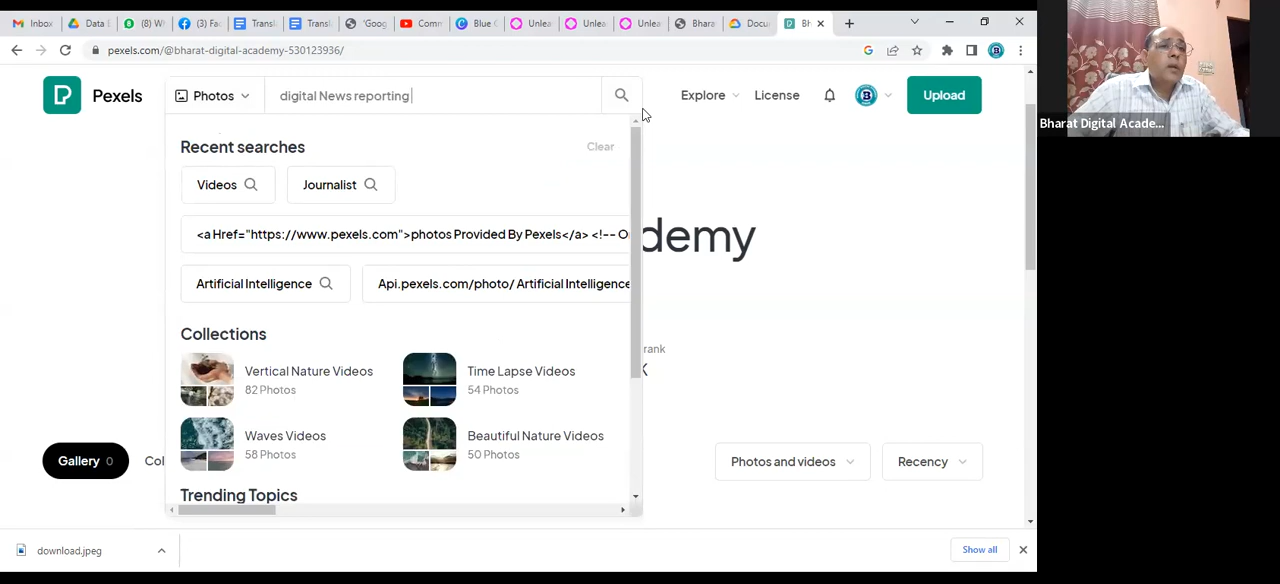 Inbox
Data E
(8) W
(3) Fac
Transl
Transl
'Goog
Comm
Blue C
Unlea
Unlea
Unlea
Bharat
Docu
Bh
pexels.com/@bharat-digital-academy-530123936/
Pexels
Photos
digital News reporting
Explore
License
Upload
Bharat Digital Acade...
Recent searches
Clear
Videos
Journalist
<a Href="https://www.pexels.com">photos Provided By Pexels</a> <!-- O
demy
Artificial Intelligence
Api.pexels.com/photo/ Artificial Intelligence
Collections
rank
K
Vertical Nature Videos
82 Photos
Time Lapse Videos
54 Photos
Waves Videos
58 Photos
Beautiful Nature Videos
50 Photos
Gallery 0
Col
Photos and videos
Recency
Trending Topics
download.jpeg
Show all